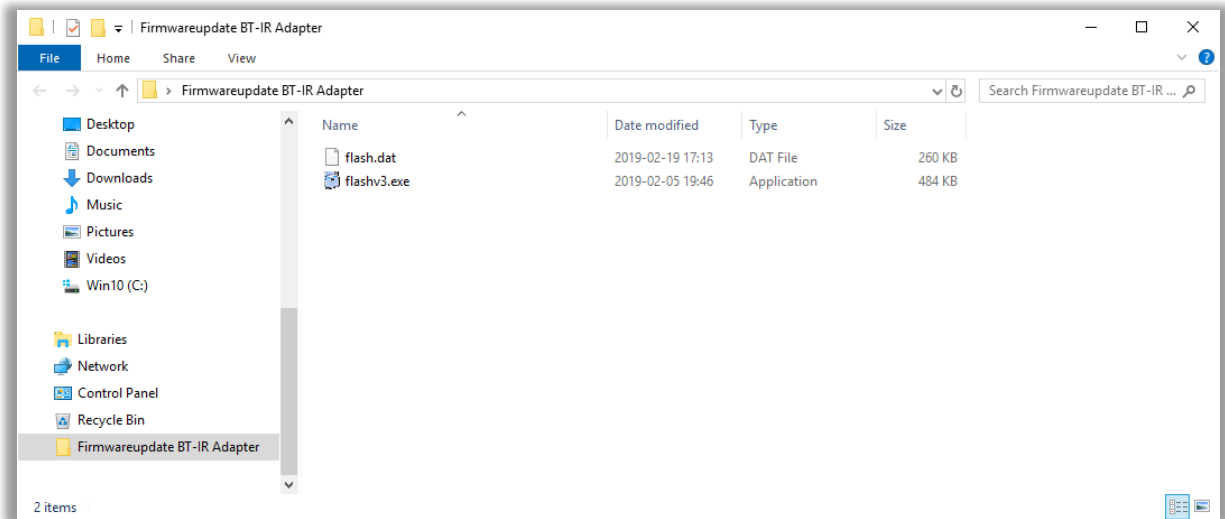 Firmwareupdate BT-IR Adapter
File Home Share View
Firmwareupdate BT-IR Adapter Search Firmwareupdate BT-IR ...
Desktop
Documents
Downloads
Music
Pictures
Videos
Win10 (C:)
Libraries
Network
Control Panel
Recycle Bin
Firmwareupdate BT-IR Adapter
Name Date modified Type Size
flash.dat 2019-02-19 17:13 DAT File 260 KB
flashv3.exe 2019-02-05 19:46 Application 484 KB
2 items